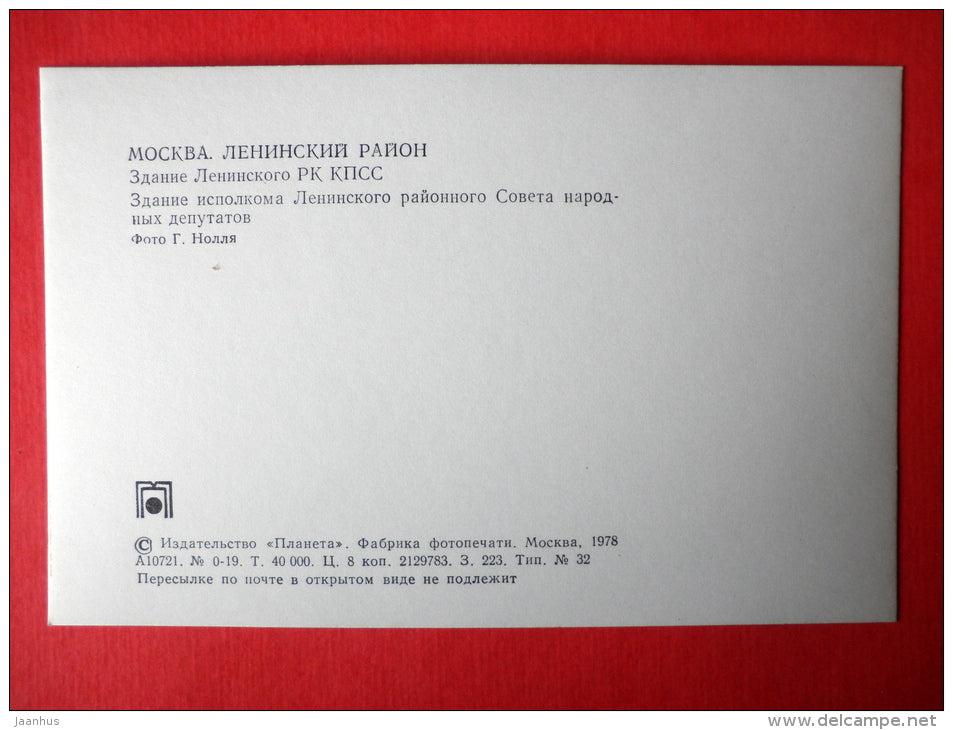 МОСКВА. ЛЕНИНСКИЙ РАЙОН
Здание Ленинского РК КПСС
Здание исполкома Ленинского районного Совета народ-
ных депутатов
Фото Г. Нолля
© Издательство «Планета». Фабрика фотопечати. Москва, 1978
А10721. № 0-19. Т. 40 000. Ц. 8 коп. 2129783. З. 223. Тип. № 32
Пересылке по почте в открытом виде не подлежит
jaanhus
www.delcampe.net